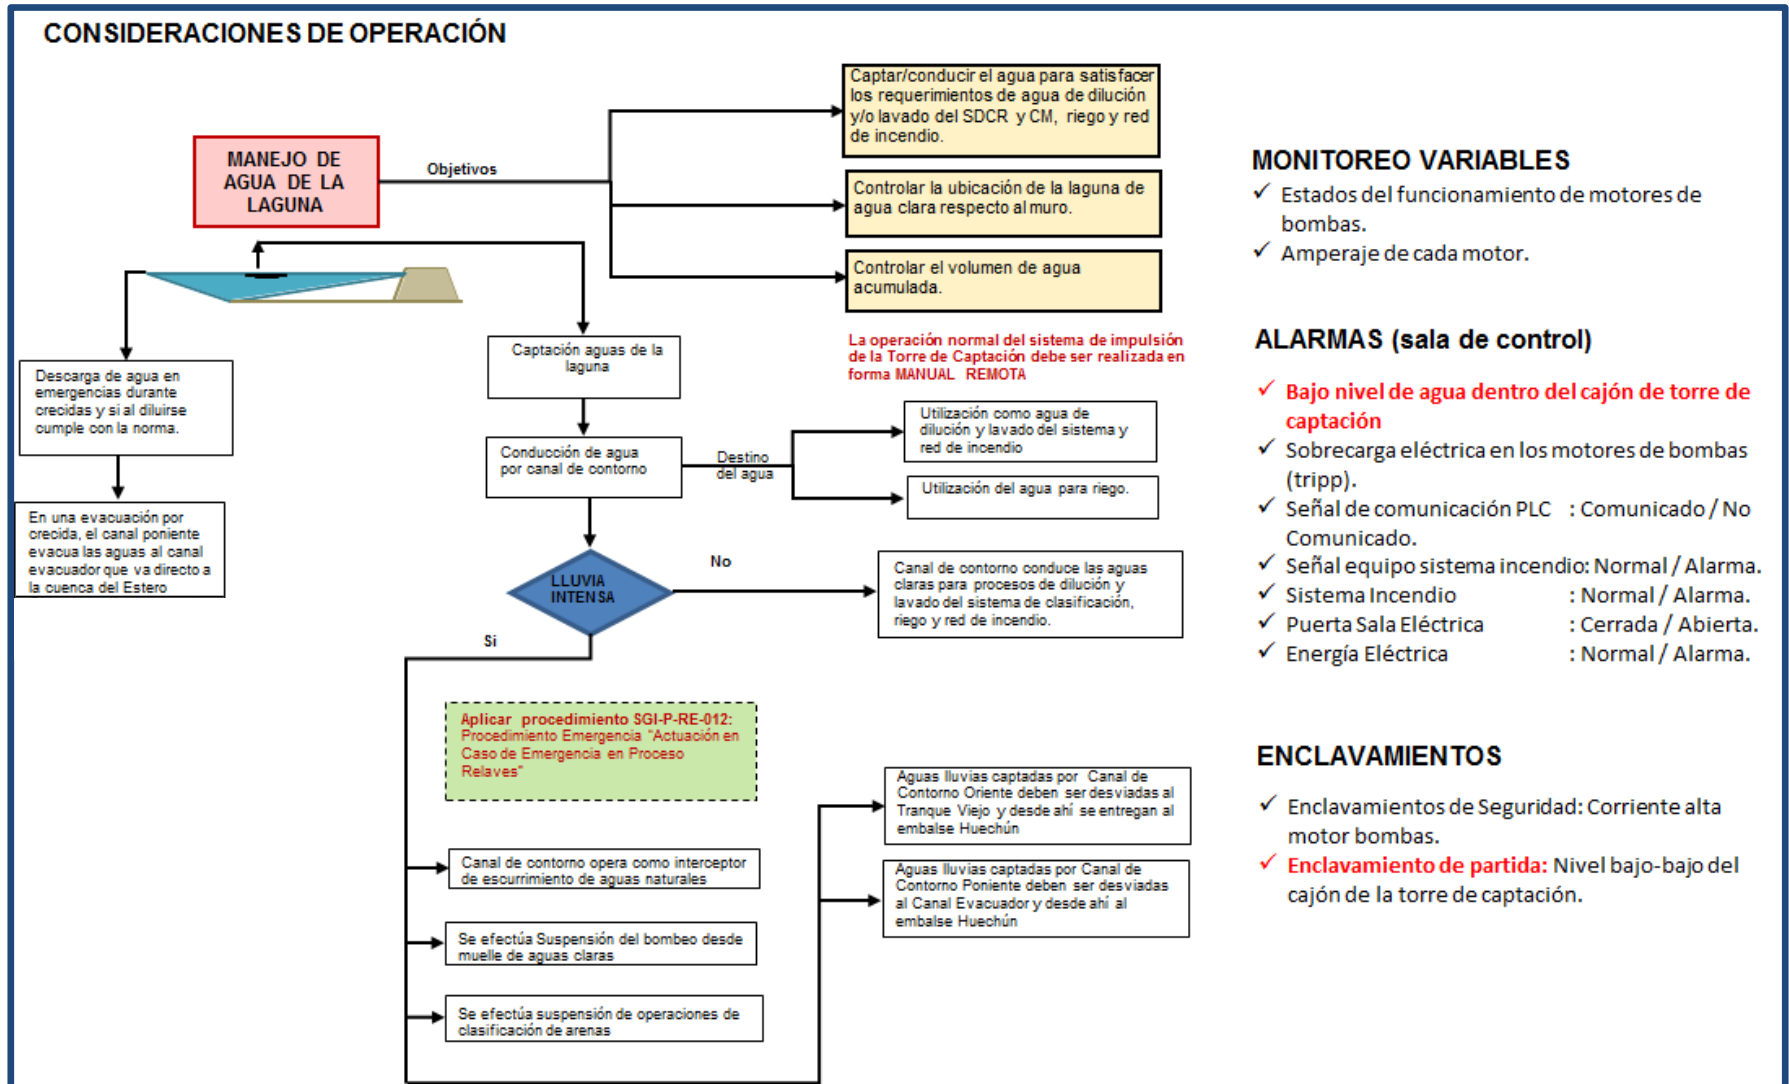 CONSIDERACIONES DE OPERACIÓN
MANEJO DE
AGUA DE LA
LAGUNA
Objetivos
Captar/conducir el agua para satisfacer
los requerimientos de agua de dilución
y/o lavado del SDCR y CM, riego y red
de incendio.
Controlar la ubicación de la laguna de
agua clara respecto al muro.
Controlar el volumen de agua
acumulada.
La operación normal del sistema de impulsión
de la Torre de Captación debe ser realizada en
forma MANUAL REMOTA
Descarga de agua en
emergencias durante
crecidas y si al diluirse
cumple con la norma.
En una evacuación por
crecida, el canal poniente
evacua las aguas al canal
evacuador que va directo a
la cuenca del Estero
Captación aguas de la
laguna
Conducción de agua
por canal de contorno
Destino
del agua
Utilización como agua de
dilución y lavado del sistema y
red de incendio
Utilización del agua para riego.
LLUVIA
INTENSA
No
Canal de contorno conduce las aguas
claras para procesos de dilución y
lavado del sistema de clasificación,
riego y red de incendio.
Si
Aplicar procedimiento SGI-P-RE-012:
Procedimiento Emergencia "Actuación en
Caso de Emergencia en Proceso
Relaves"
Canal de contorno opera como interceptor
de escurrimiento de aguas naturales
Se efectúa Suspensión del bombeo desde
muelle de aguas claras
Se efectúa suspensión de operaciones de
clasificación de arenas
Aguas lluvias captadas por Canal de
Contorno Oriente deben ser desviadas al
Tranque Viejo y desde ahí se entregan al
embalse Huechún
Aguas lluvias captadas por Canal de
Contorno Poniente deben ser desviadas
al Canal Evacuador y desde ahí al
embalse Huechún
MONITOREO VARIABLES
✓ Estados del funcionamiento de motores de
bombas.
✓ Amperaje de cada motor.
ALARMAS (sala de control)
✓ Bajo nivel de agua dentro del cajón de torre de
captación
✓ Sobrecarga eléctrica en los motores de bombas
(tripp).
✓ Señal de comunicación PLC : Comunicado / No
Comunicado.
✓ Señal equipo sistema incendio: Normal / Alarma.
✓ Sistema Incendio : Normal / Alarma.
✓ Puerta Sala Eléctrica : Cerrada / Abierta.
✓ Energía Eléctrica : Normal / Alarma.
ENCLAVAMIENTOS
✓ Enclavamientos de Seguridad: Corriente alta
motor bombas.
✓ Enclavamiento de partida: Nivel bajo-bajo del
cajón de la torre de captación.